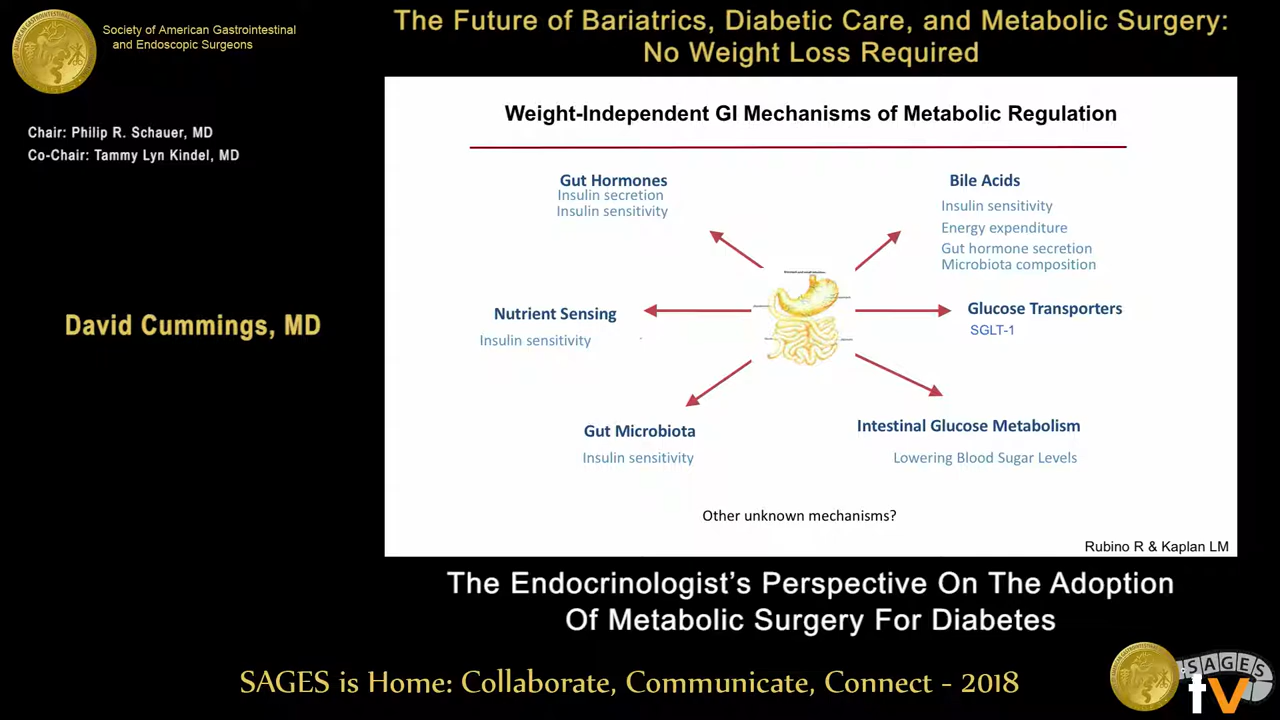 Society of American Gastrointestinal
and Endoscopic Surgeons
The Future of Bariatrics, Diabetic Care, and Metabolic Surgery:
No Weight Loss Required
Chair: Philip R. Schauer, MD
Co-Chair: Tammy Lyn Kindel, MD
David Cummings, MD
Weight-Independent GI Mechanisms of Metabolic Regulation
Gut Hormones
Insulin secretion
Insulin sensitivity
Bile Acids
Insulin sensitivity
Energy expenditure
Gut hormone secretion
Microbiota composition
Nutrient Sensing
Insulin sensitivity
Glucose Transporters
SGLT-1
Gut Microbiota
Insulin sensitivity
Intestinal Glucose Metabolism
Lowering Blood Sugar Levels
Other unknown mechanisms?
Rubino R & Kaplan LM
The Endocrinologist's Perspective On The Adoption
Of Metabolic Surgery For Diabetes
SAGES is Home: Collaborate, Communicate, Connect - 2018
SAGES
tv